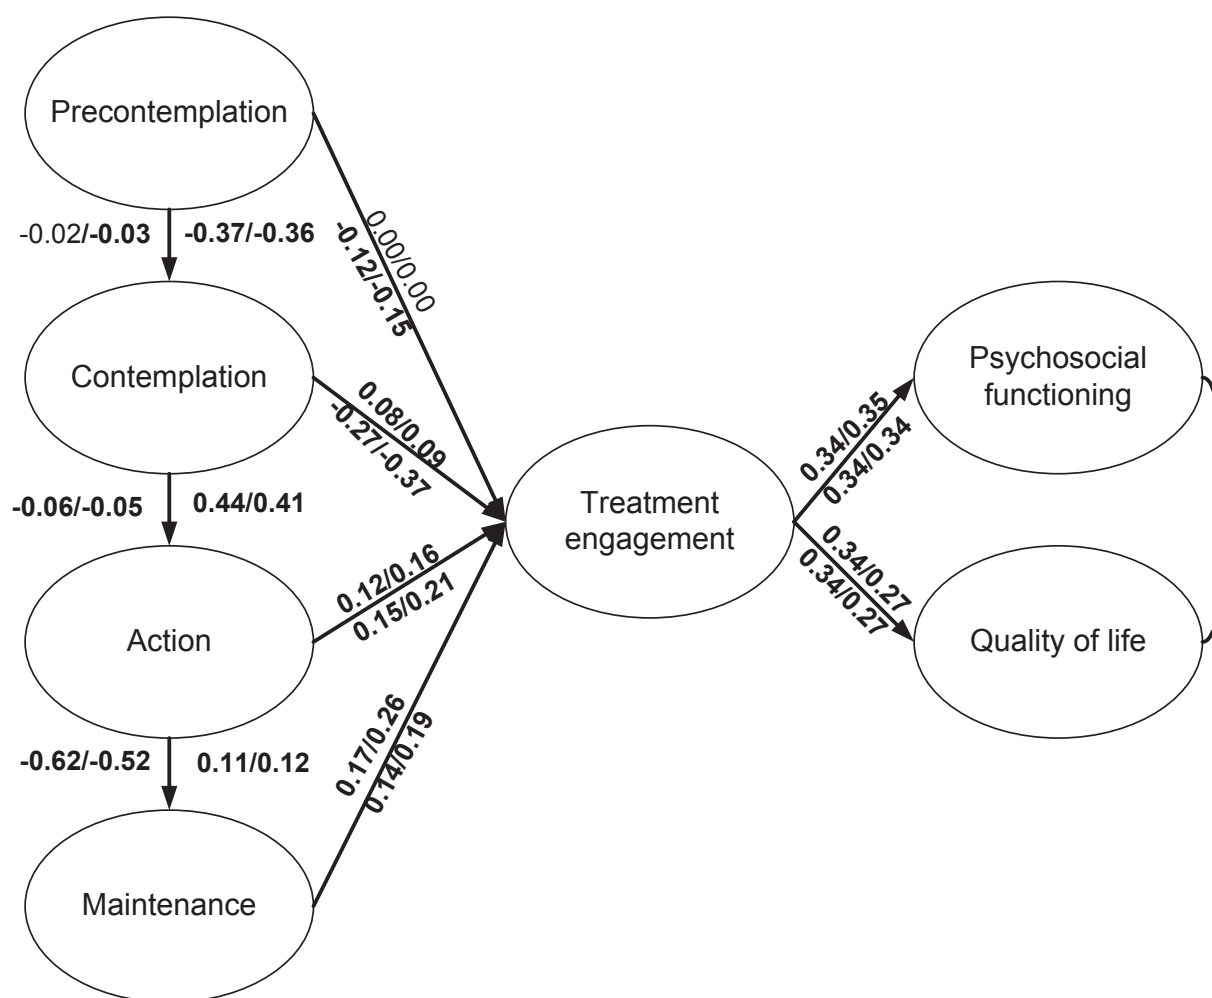 Precontemplation
-0.02/-0.03
-0.37/-0.36
0.00/0.00
-0.12/-0.15
Contemplation
0.08/0.09
-0.27/-0.37
-0.06/-0.05
0.44/0.41
Action
0.12/0.16
0.15/0.21
-0.62/-0.52
0.11/0.12
Maintenance
0.17/0.26
0.14/0.19
Treatment
engagement
0.34/0.35
0.34/0.34
0.34/0.27
0.34/0.27
Psychosocial
functioning
Quality of life